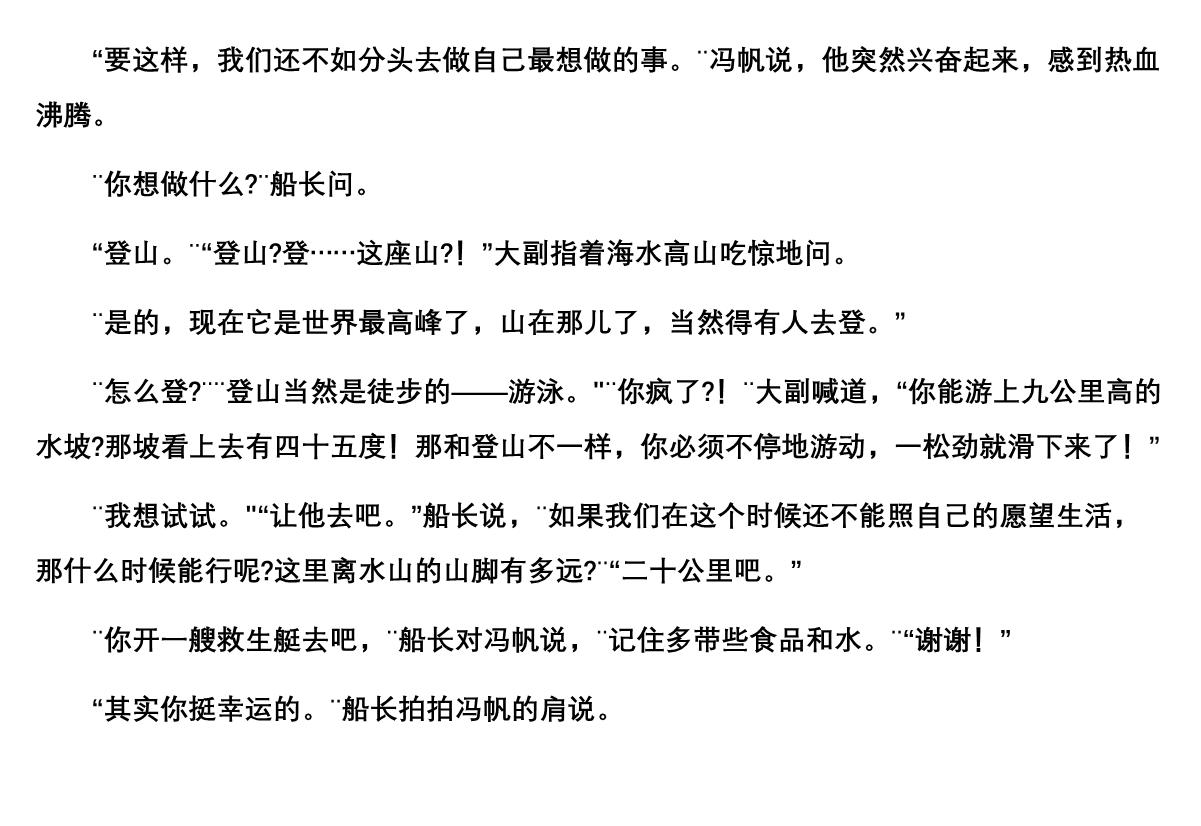 “要这样，我们还不如分头去做自己最想做的事。¨冯帆说，他突然兴奋起来，感到热血
沸腾。
¨你想做什么?¨船长问。
“登山。¨“登山?登……这座山?！”大副指着海水高山吃惊地问。
¨是的，现在它是世界最高峰了，山在那儿了，当然得有人去登。”
¨怎么登?¨¨登山当然是徒步的——游泳。"¨你疯了?！¨大副喊道，“你能游上九公里高的
水坡?那坡看上去有四十五度！那和登山不一样，你必须不停地游动，一松劲就滑下来了！”
¨我想试试。"“让他去吧。”船长说，¨如果我们在这个时候还不能照自己的愿望生活，
那什么时候能行呢?这里离水山的山脚有多远?¨“二十公里吧。”
¨你开一艘救生艇去吧，¨船长对冯帆说，¨记住多带些食品和水。¨“谢谢！”
“其实你挺幸运的。¨船长拍拍冯帆的肩说。